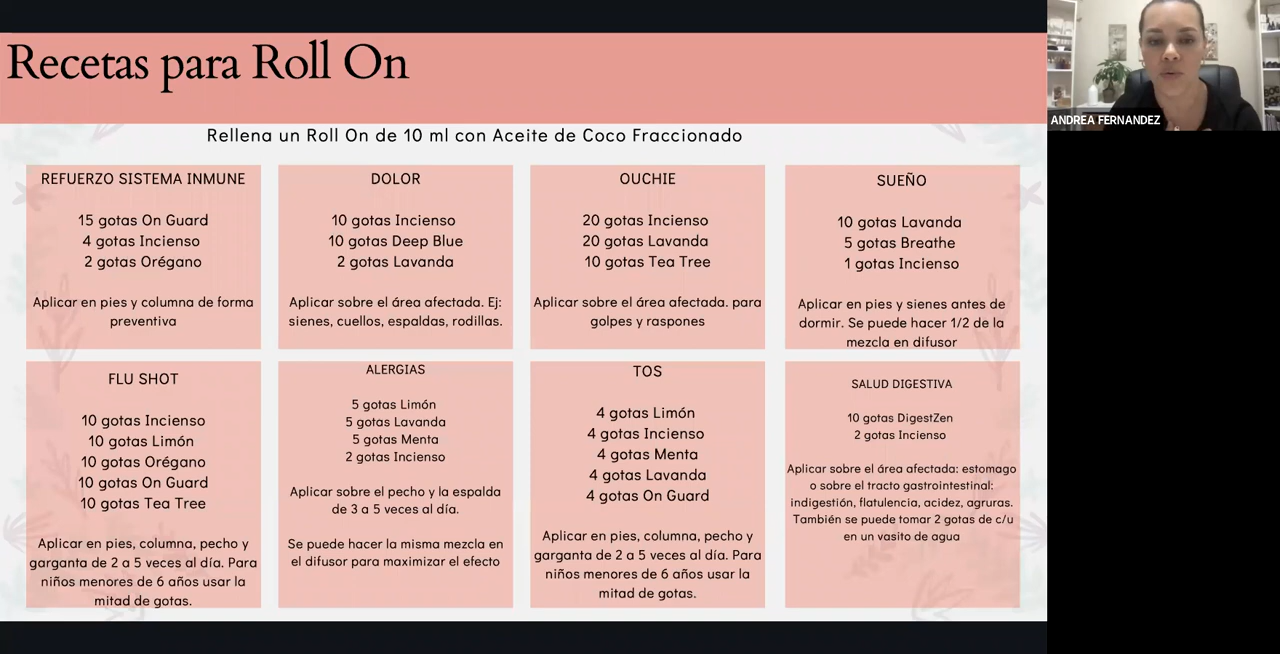 Recetas para Roll On
ANDREA FERNANDEZ
Rellena un Roll On de 10 ml con Aceite de Coco Fraccionado
REFUERZO SISTEMA INMUNE
15 gotas On Guard
4 gotas Incienso
2 gotas Orégano
Aplicar en pies y columna de forma
preventiva
DOLOR
10 gotas Incienso
10 gotas Deep Blue
2 gotas Lavanda
Aplicar sobre el área afectada. Ej:
sienes, cuellos, espaldas, rodillas.
OUCHIE
20 gotas Incienso
20 gotas Lavanda
10 gotas Tea Tree
Aplicar sobre el área afectada. para
golpes y raspones
SUEÑO
10 gotas Lavanda
5 gotas Breathe
1 gotas Incienso
Aplicar en pies y sienes antes de
dormir. Se puede hacer 1/2 de la
mezcla en difusor
FLU SHOT
10 gotas Incienso
10 gotas Limón
10 gotas Orégano
10 gotas On Guard
10 gotas Tea Tree
Aplicar en pies, columna, pecho y
garganta de 2 a 5 veces al día. Para
niños menores de 6 años usar la
mitad de gotas.
ALERGIAS
5 gotas Limón
5 gotas Lavanda
5 gotas Menta
2 gotas Incienso
Aplicar sobre el pecho y la espalda
de 3 a 5 veces al día.
Se puede hacer la misma mezcla en
el difusor para maximizar el efecto
TOS
4 gotas Limón
4 gotas Incienso
4 gotas Menta
4 gotas Lavanda
4 gotas On Guard
Aplicar en pies, columna, pecho y
garganta de 2 a 5 veces al día. Para
niños menores de 6 años usar la
mitad de gotas.
SALUD DIGESTIVA
10 gotas DigestZen
2 gotas Incienso
Aplicar sobre el área afectada: estomago
o sobre el tracto gastrointestinal:
indigestión, flatulencia, acidez, agruras.
También se puede tomar 2 gotas de c/u
en un vasito de agua